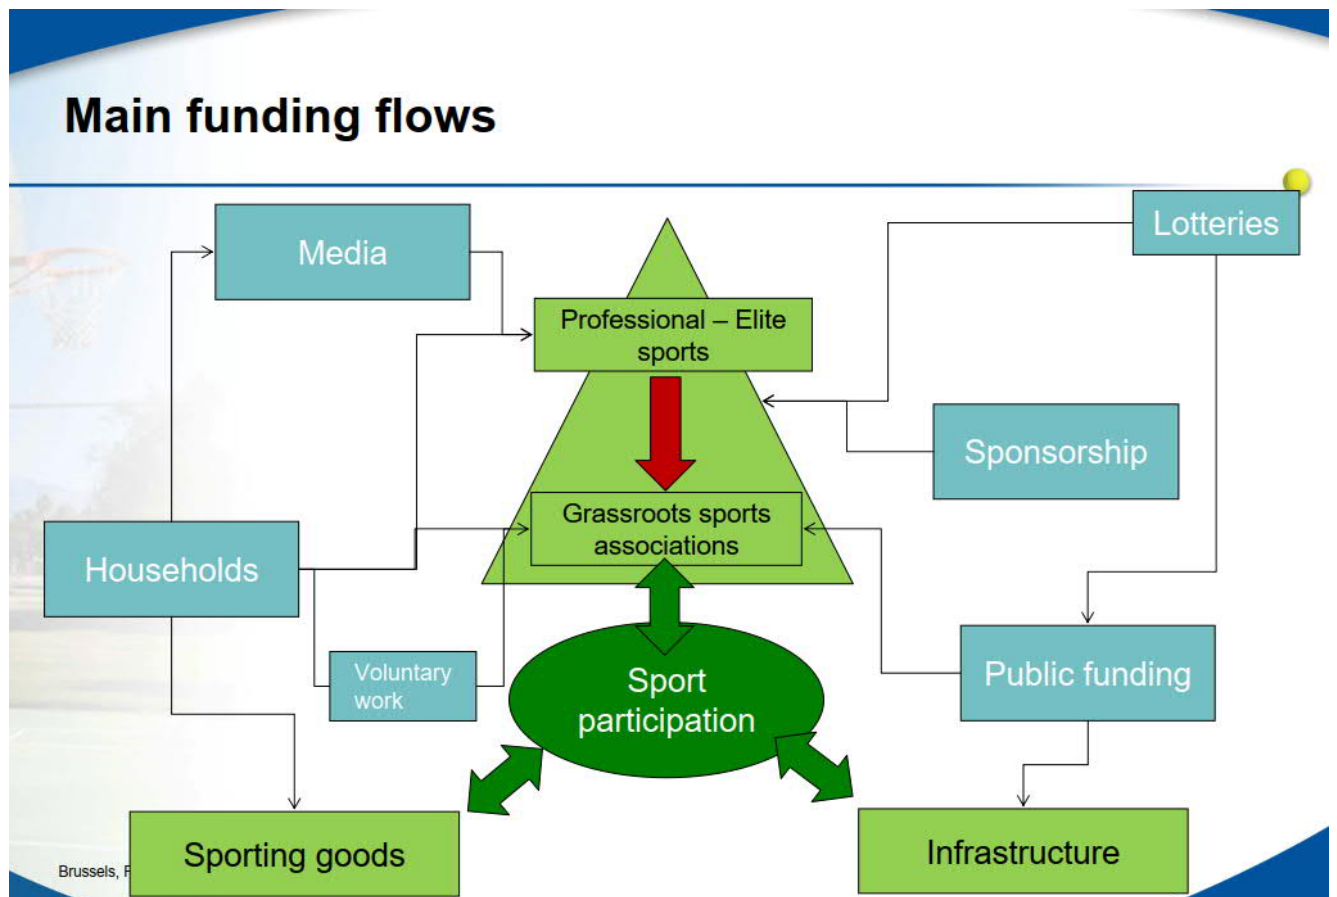 Main funding flows
Media
Lotteries
Professional – Elite
sports
Sponsorship
Grassroots sports
associations
Households
Voluntary
work
Sport
participation
Public funding
Sporting goods
Infrastructure
Brussels,